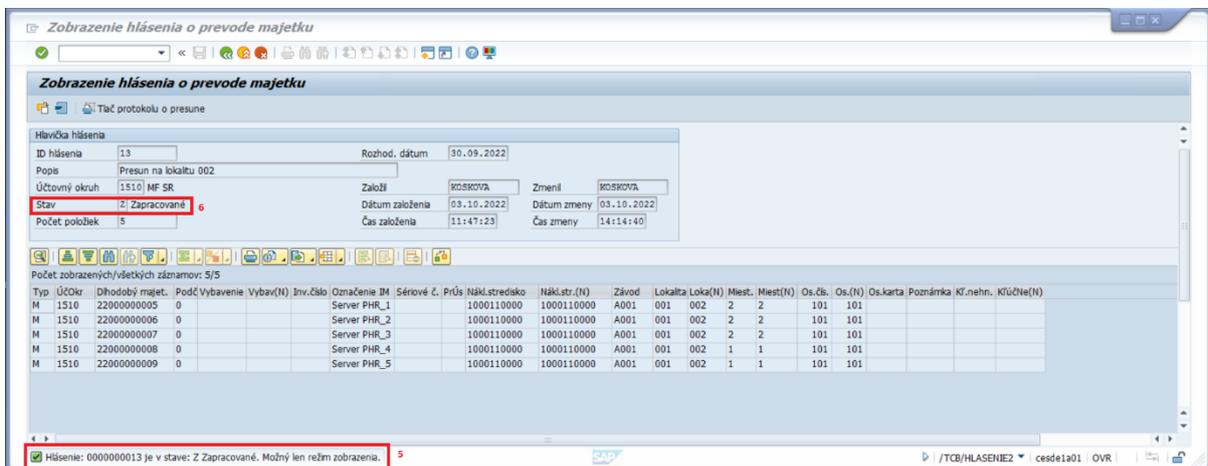 Zobrazenie hlásenia o prevode majetku
Zobrazenie hlásenia o prevode majetku
Tlač protokolu o presune
Hlavička hlásenia
ID hlásenia 13 Rozhod. dátum 30.09.2022
Popis Presun na lokalitu 002
Účtovný okruh 1510 MF SR Založil KOSKOVA Zmenil KOSKOVA
Stav Z Zapracované 6 Dátum založenia 03.10.2022 Dátum zmeny 03.10.2022
Počet položiek 5 Čas založenia 11:47:23 Čas zmeny 14:14:40
Počet zobrazených/všetkých záznamov: 5/5
Typ ÚčOkr Dlhodobý majet. Podč Vybavenie Vybav(N) Inv.číslo Označenie IM Sériové č. PrÚs Nákl.stredisko Nákl.str.(N) Závod Lokalita Loka(N) Miest. Miest(N) Os.čís. Os.(N) Os.karta Poznámka Kľ.nehn. KľúčNe(N)
M 1510 22000000005 0 Server PHR_1 1000110000 1000110000 A001 001 002 2 2 101 101
M 1510 22000000006 0 Server PHR_2 1000110000 1000110000 A001 001 002 2 2 101 101
M 1510 22000000007 0 Server PHR_3 1000110000 1000110000 A001 001 002 2 2 101 101
M 1510 22000000008 0 Server PHR_4 1000110000 1000110000 A001 001 002 1 1 101 101
M 1510 22000000009 0 Server PHR_5 1000110000 1000110000 A001 001 002 1 1 101 101
Hlásenie: 0000000013 je v stave: Z Zapracované. Možný len režim zobrazenia. 5 SAP /TCB/HLASENIE2 cesde1a01 OVR